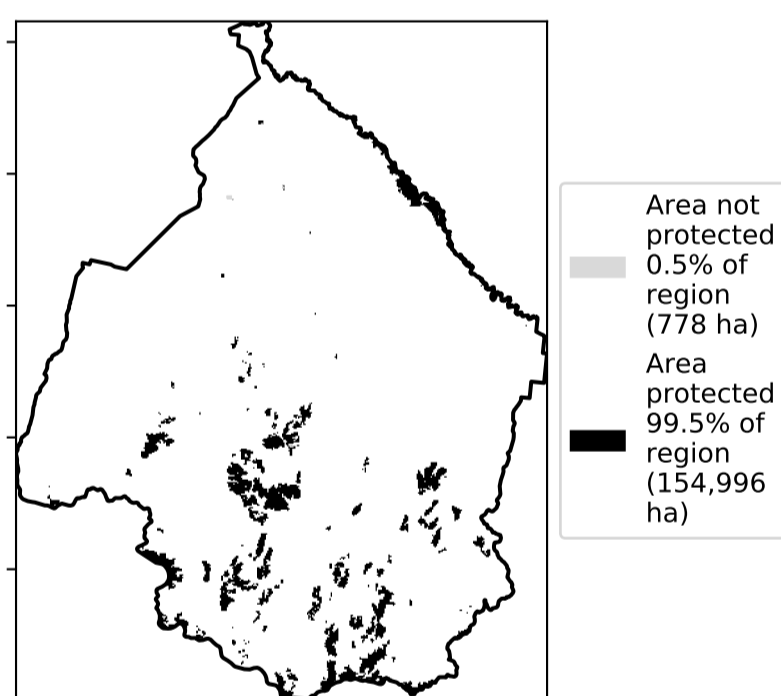 Area not
protected
0.5% of
region
(778 ha)
Area
protected
99.5% of
region
(154,996
ha)